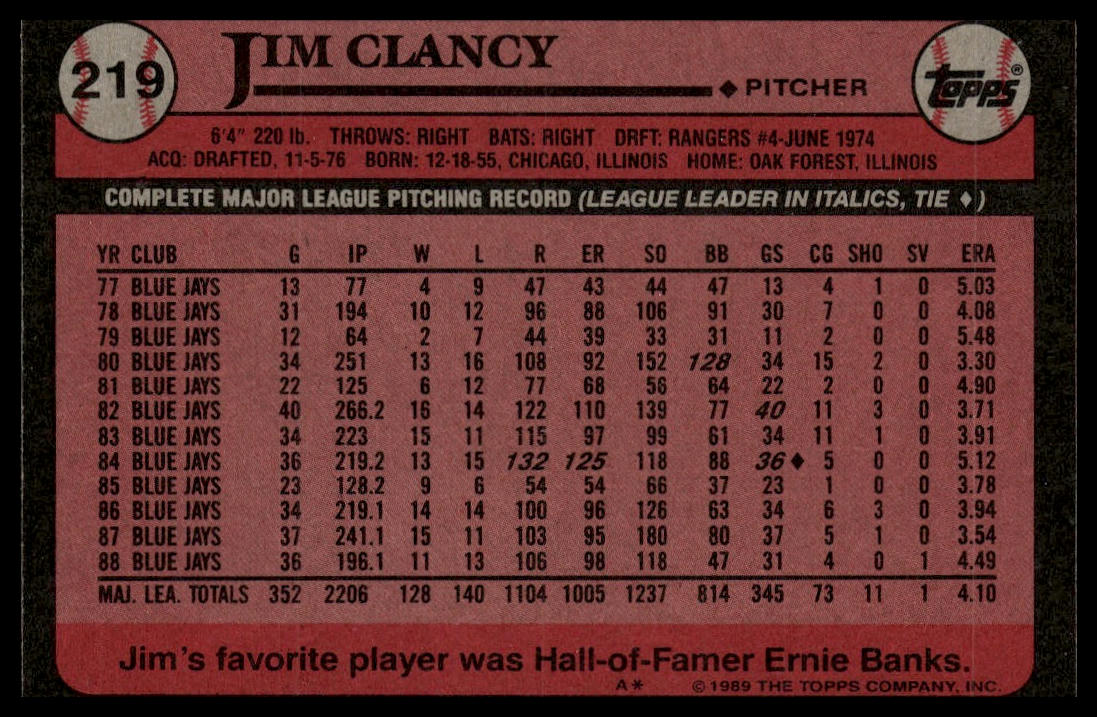 219
JIM CLANCY
◆ PITCHER
topps®
6'4" 220 lb. THROWS: RIGHT BATS: RIGHT DRFT: RANGERS #4-JUNE 1974
ACQ: DRAFTED, 11-5-76 BORN: 12-18-55, CHICAGO, ILLINOIS HOME: OAK FOREST, ILLINOIS
COMPLETE MAJOR LEAGUE PITCHING RECORD (LEAGUE LEADER IN ITALICS, TIE ♦)
YR CLUB G IP W L R ER SO BB GS CG SHO SV ERA
77 BLUE JAYS 13 77 4 9 47 43 44 47 13 4 1 0 5.03
78 BLUE JAYS 31 194 10 12 96 88 106 91 30 7 0 0 4.08
79 BLUE JAYS 12 64 2 7 44 39 33 31 11 2 0 0 5.48
80 BLUE JAYS 34 251 13 16 108 92 152 128 34 15 2 0 3.30
81 BLUE JAYS 22 125 6 12 77 68 56 64 22 2 0 0 4.90
82 BLUE JAYS 40 266.2 16 14 122 110 139 77 40 11 3 0 3.71
83 BLUE JAYS 34 223 15 11 115 97 99 61 34 11 1 0 3.91
84 BLUE JAYS 36 219.2 13 15 132 125 118 88 36 ♦ 5 0 0 5.12
85 BLUE JAYS 23 128.2 9 6 54 54 66 37 23 1 0 0 3.78
86 BLUE JAYS 34 219.1 14 14 100 96 126 63 34 6 3 0 3.94
87 BLUE JAYS 37 241.1 15 11 103 95 180 80 37 5 1 0 3.54
88 BLUE JAYS 36 196.1 11 13 106 98 118 47 31 4 0 1 4.49
MAJ. LEA. TOTALS 352 2206 128 140 1104 1005 1237 814 345 73 11 1 4.10
Jim's favorite player was Hall-of-Famer Ernie Banks.
A* © 1989 THE TOPPS COMPANY, INC.